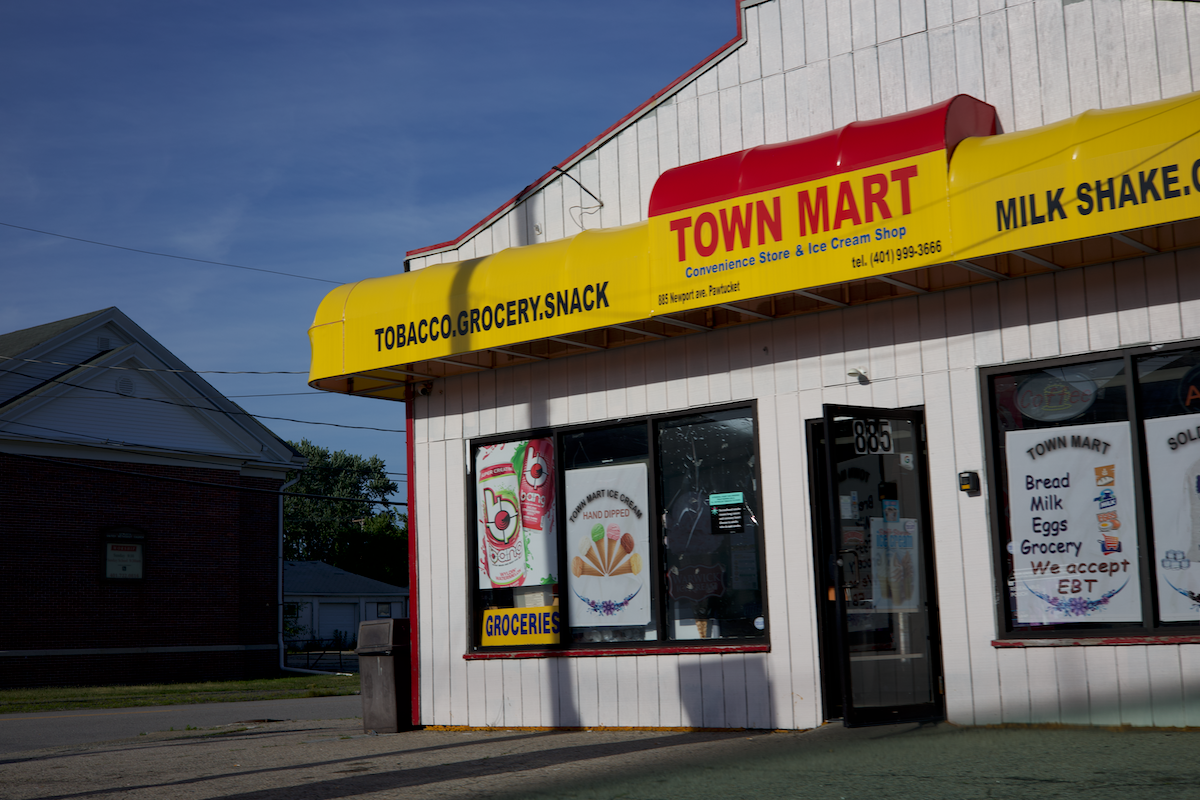 TOWN MART
Convenience Store & Ice Cream Shop
885 Newport ave. Pawtucket
tel. (401) 999-3666
TOBACCO.GROCERY.SNACK
MILK SHAKE.
bang
bang
GROCERIES
TOWN MART ICE CREAM
HAND DIPPED
885
TOWN MART
Bread
Milk
Eggs
Grocery
We accept
EBT
SOLD